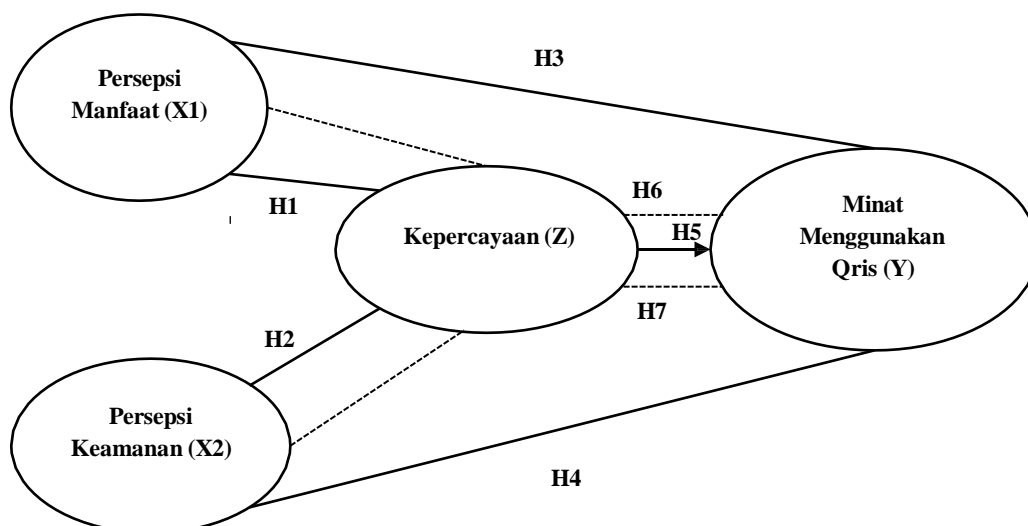 H3
Persepsi
Manfaat (X1)
H1
H6
Minat
Menggunakan
Qris (Y)
Kepercayaan (Z)
H5
H7
H2
Persepsi
Keamanan (X2)
H4